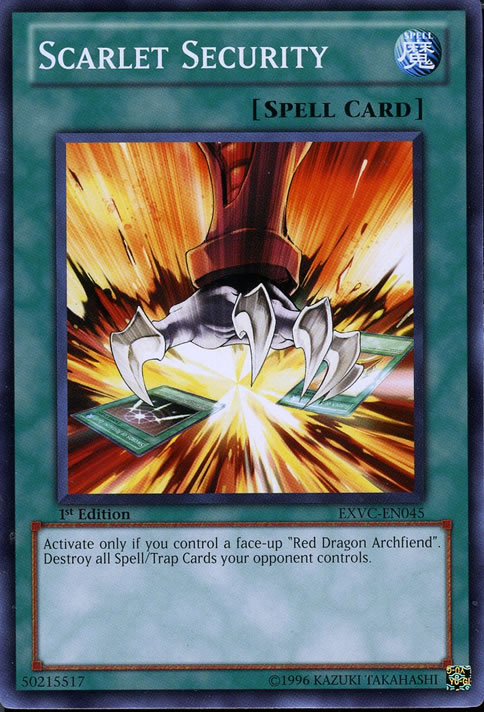 SCARLET SECURITY
SPELL
魔
[SPELL CARD]
1st Edition
EXVC-EN045
Activate only if you control a face-up "Red Dragon Archfiend".
Destroy all Spell/Trap Cards your opponent controls.
50215517
©1996 KAZUKI TAKAHASHI